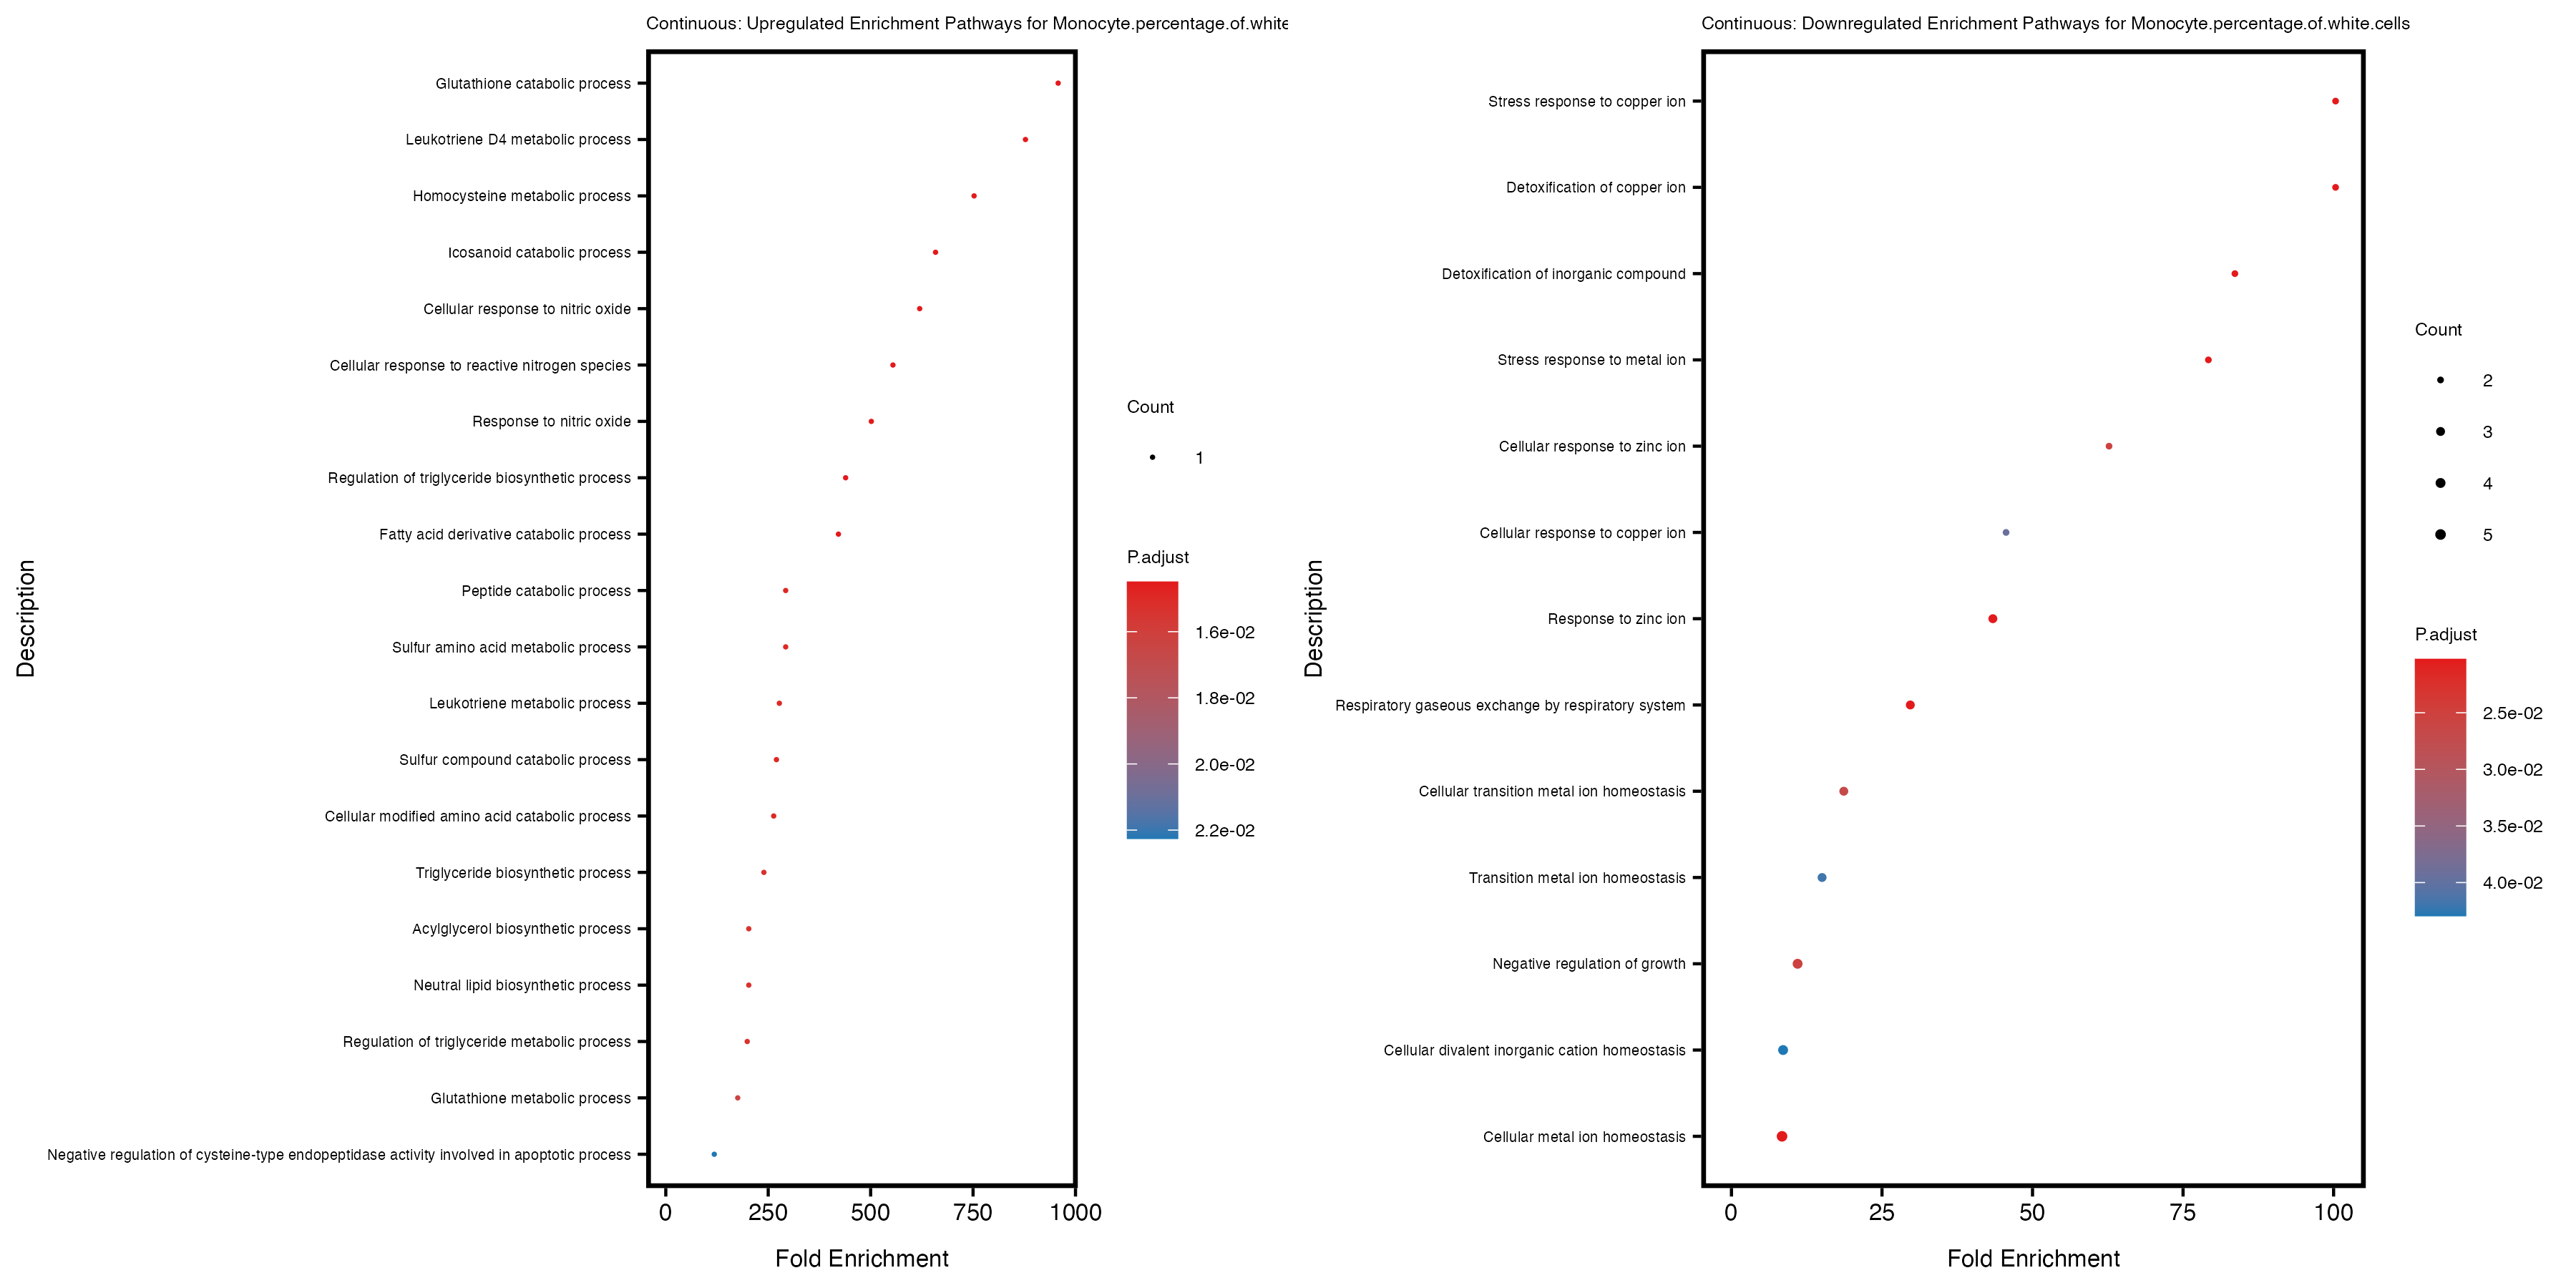 Continuous: Upregulated Enrichment Pathways for Monocyte.percentage.of.white
Description
Glutathione catabolic process
Leukotriene D4 metabolic process
Homocysteine metabolic process
Icosanoid catabolic process
Cellular response to nitric oxide
Cellular response to reactive nitrogen species
Response to nitric oxide
Regulation of triglyceride biosynthetic process
Fatty acid derivative catabolic process
Peptide catabolic process
Sulfur amino acid metabolic process
Leukotriene metabolic process
Sulfur compound catabolic process
Cellular modified amino acid catabolic process
Triglyceride biosynthetic process
Acylglycerol biosynthetic process
Neutral lipid biosynthetic process
Regulation of triglyceride metabolic process
Glutathione metabolic process
Negative regulation of cysteine-type endopeptidase activity involved in apoptotic process
0 250 500 750 1000
Fold Enrichment
Count
1
P.adjust
1.6e-02
1.8e-02
2.0e-02
2.2e-02
Continuous: Downregulated Enrichment Pathways for Monocyte.percentage.of.white.cells
Description
Stress response to copper ion
Detoxification of copper ion
Detoxification of inorganic compound
Stress response to metal ion
Cellular response to zinc ion
Cellular response to copper ion
Response to zinc ion
Respiratory gaseous exchange by respiratory system
Cellular transition metal ion homeostasis
Transition metal ion homeostasis
Negative regulation of growth
Cellular divalent inorganic cation homeostasis
Cellular metal ion homeostasis
0 25 50 75 100
Fold Enrichment
Count
2
3
4
5
P.adjust
2.5e-02
3.0e-02
3.5e-02
4.0e-02